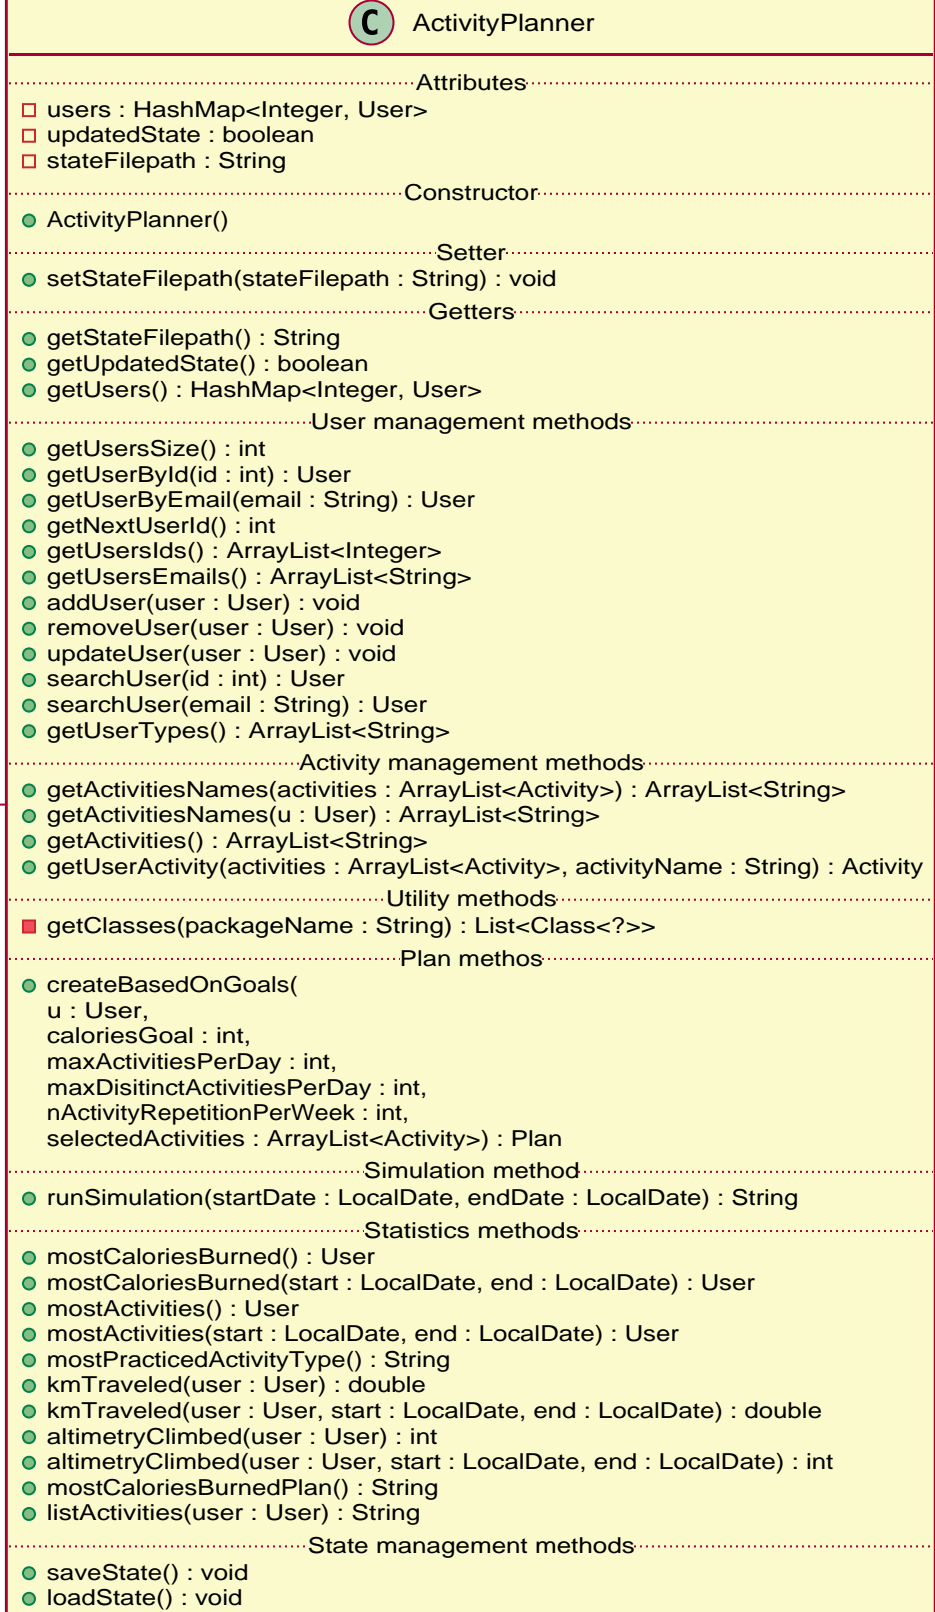 C ActivityPlanner
Attributes
users : HashMap<Integer, User>
updatedState : boolean
stateFilepath : String
Constructor
ActivityPlanner()
Setter
setStateFilepath(stateFilepath : String) : void
Getters
getStateFilepath() : String
getUpdatedState() : boolean
getUsers() : HashMap<Integer, User>
User management methods
getUsersSize() : int
getUserById(id : int) : User
getUserByEmail(email : String) : User
getNextUserId() : int
getUsersIds() : ArrayList<Integer>
getUsersEmails() : ArrayList<String>
addUser(user : User) : void
removeUser(user : User) : void
updateUser(user : User) : void
searchUser(id : int) : User
searchUser(email : String) : User
getUserTypes() : ArrayList<String>
Activity management methods
getActivitiesNames(activities : ArrayList<Activity>) : ArrayList<String>
getActivitiesNames(u : User) : ArrayList<String>
getActivities() : ArrayList<String>
getUserActivity(activities : ArrayList<Activity>, activityName : String) : Activity
Utility methods
getClasses(packageName : String) : List<Class<?>>
Plan methos
createBasedOnGoals(
u : User,
caloriesGoal : int,
maxActivitiesPerDay : int,
maxDisitinctActivitiesPerDay : int,
nActivityRepetitionPerWeek : int,
selectedActivities : ArrayList<Activity>) : Plan
Simulation method
runSimulation(startDate : LocalDate, endDate : LocalDate) : String
Statistics methods
mostCaloriesBurned() : User
mostCaloriesBurned(start : LocalDate, end : LocalDate) : User
mostActivities() : User
mostActivities(start : LocalDate, end : LocalDate) : User
mostPracticedActivityType() : String
kmTraveled(user : User) : double
kmTraveled(user : User, start : LocalDate, end : LocalDate) : double
altimetryClimbed(user : User) : int
altimetryClimbed(user : User, start : LocalDate, end : LocalDate) : int
mostCaloriesBurnedPlan() : String
listActivities(user : User) : String
State management methods
saveState() : void
loadState() : void